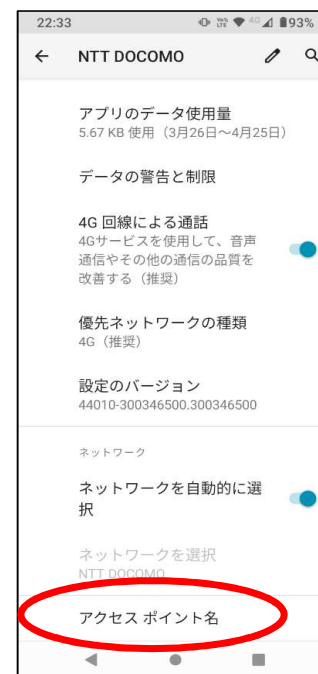 22:33 VoLTE 4G 93%
NTT DOCOMO
アプリのデータ使用量
5.67 KB 使用（3月26日～4月25日）
データの警告と制限
4G 回線による通話
4Gサービスを使用して、音声
通信やその他の通信の品質を
改善する（推奨）
優先ネットワークの種類
4G（推奨）
設定のバージョン
44010-300346500.300346500
ネットワーク
ネットワークを自動的に選
択
ネットワークを選択
NTT DOCOMO
アクセス ポイント名